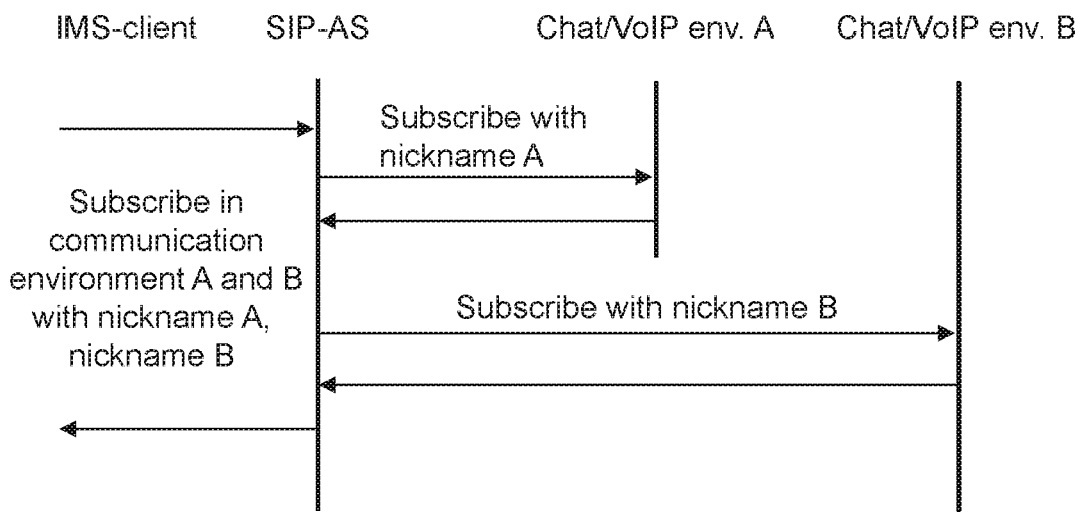 IMS-client SIP-AS Chat/VoIP env. A Chat/VoIP env. B
Subscribe with
nickname A
Subscribe in
communication
environment A and B
with nickname A,
nickname B
Subscribe with nickname B